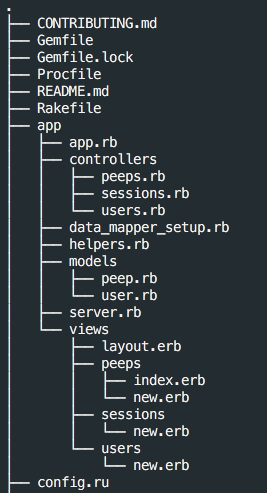 .
├── CONTRIBUTING.md
├── Gemfile
├── Gemfile.lock
├── Procfile
├── README.md
├── Rakefile
├── app
│   ├── app.rb
│   ├── controllers
│   │   ├── peeps.rb
│   │   ├── sessions.rb
│   │   └── users.rb
│   ├── data_mapper_setup.rb
│   ├── helpers.rb
│   ├── models
│   │   ├── peep.rb
│   │   └── user.rb
│   ├── server.rb
│   └── views
│       ├── layout.erb
│       ├── peeps
│       │   ├── index.erb
│       │   └── new.erb
│       ├── sessions
│       │   └── new.erb
│       └── users
│           └── new.erb
├── config.ru